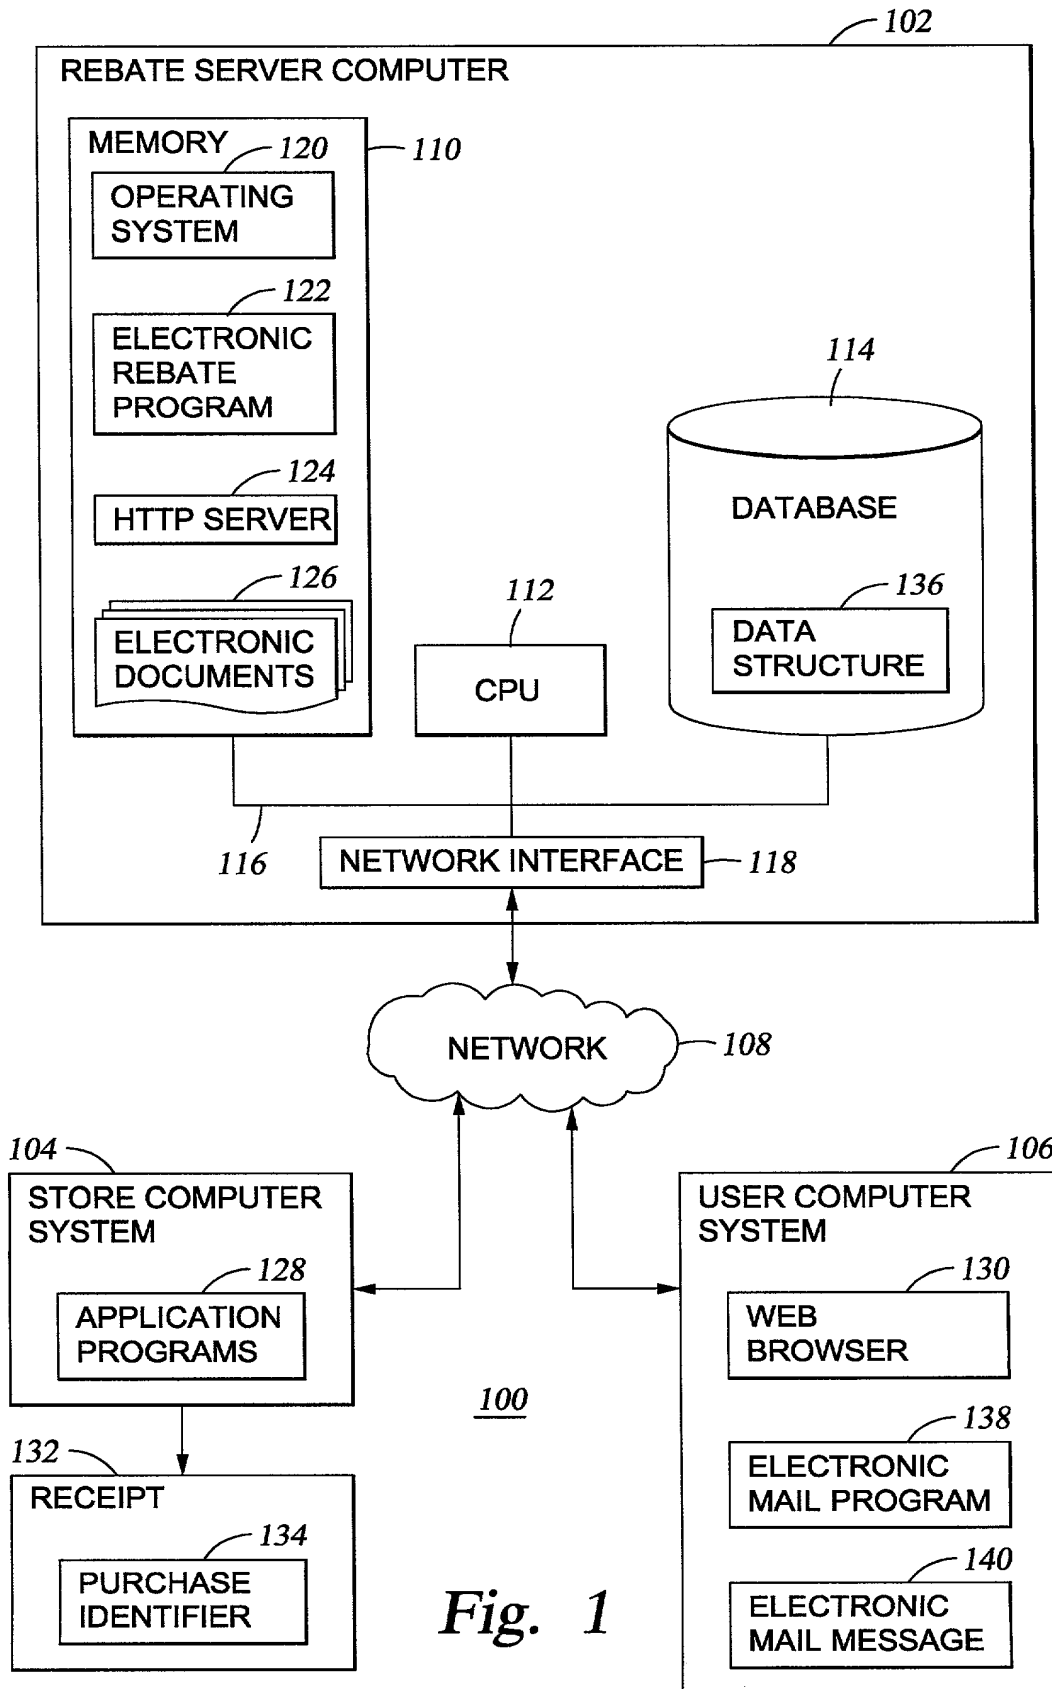 102
REBATE SERVER COMPUTER
MEMORY
110
120
OPERATING
SYSTEM
122
ELECTRONIC
REBATE
PROGRAM
124
HTTP SERVER
126
ELECTRONIC
DOCUMENTS
112
CPU
114
DATABASE
136
DATA
STRUCTURE
116
NETWORK INTERFACE
118
NETWORK
108
104
STORE COMPUTER
SYSTEM
128
APPLICATION
PROGRAMS
132
RECEIPT
134
PURCHASE
IDENTIFIER
100
106
USER COMPUTER
SYSTEM
130
WEB
BROWSER
138
ELECTRONIC
MAIL PROGRAM
140
ELECTRONIC
MAIL MESSAGE
Fig. 1